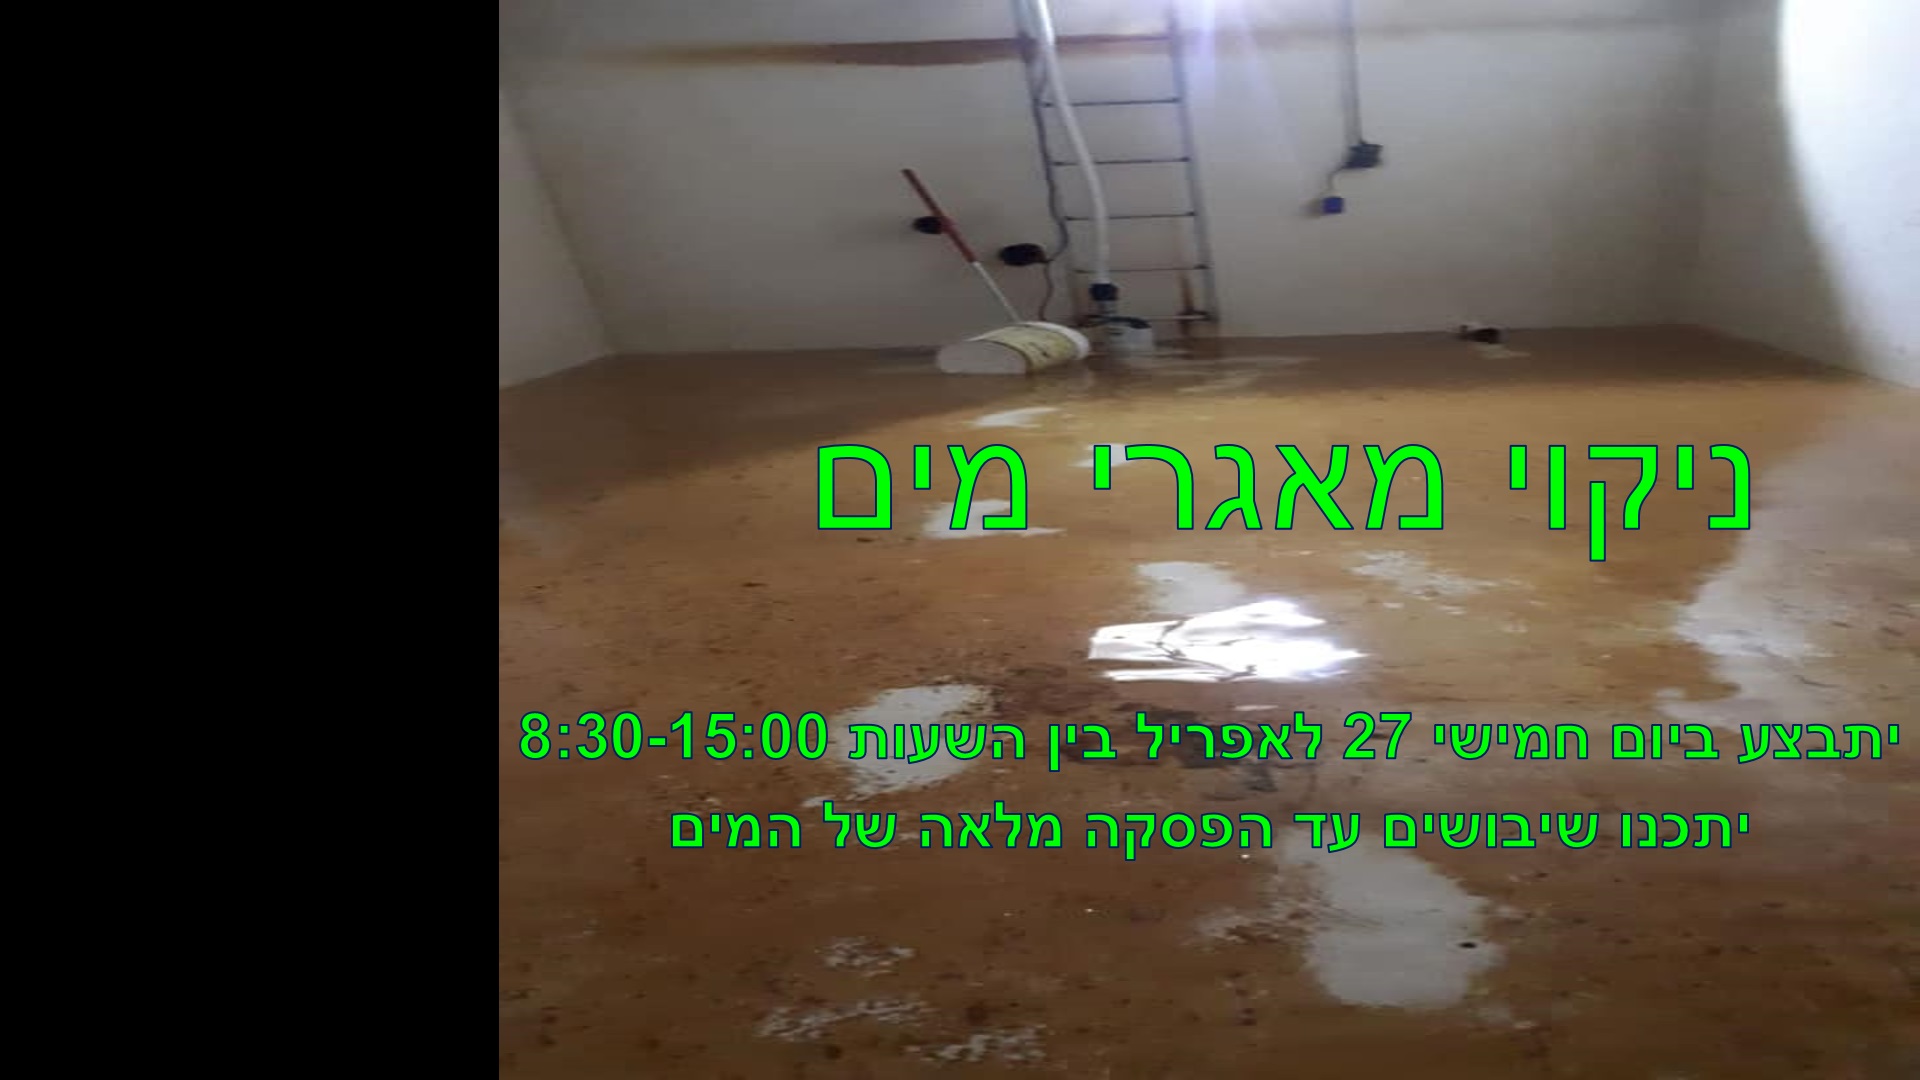 ניקוי מאגרי מים
יתבצע ביום חמישי 27 לאפריל בין השעות 8:30-15:00
יתכנו שיבושים עד הפסקה מלאה של המים